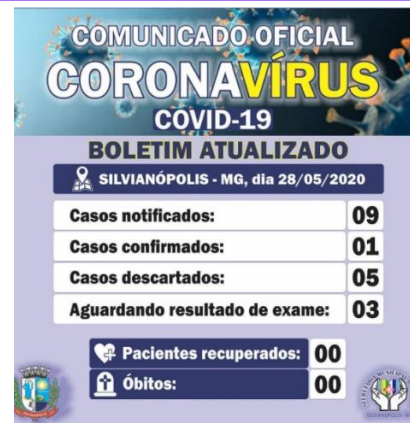 COMUNICADO OFICIAL
CORONAVÍRUS
COVID-19
BOLETIM ATUALIZADO
SILVIANÓPOLIS - MG, dia 28/05/2020
Casos notificados: 09
Casos confirmados: 01
Casos descartados: 05
Aguardando resultado de exame: 03
Pacientes recuperados: 00
Óbitos: 00